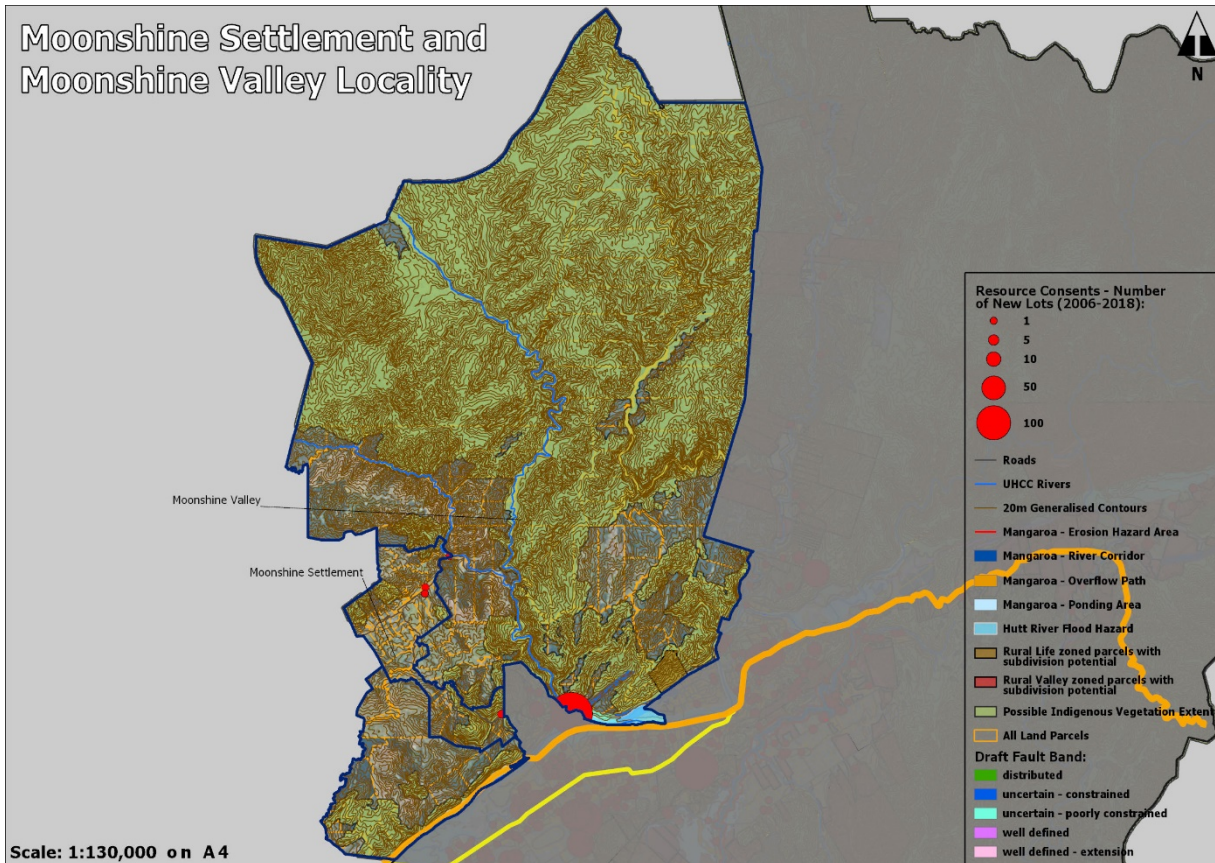 Moonshine Settlement and
Moonshine Valley Locality
N
Moonshine Valley
Moonshine Settlement
Resource Consents - Number
of New Lots (2006-2018):
1
5
10
50
100
Roads
UHCC Rivers
20m Generalised Contours
Mangaroa - Erosion Hazard Area
Mangaroa - River Corridor
Mangaroa - Overflow Path
Mangaroa - Ponding Area
Hutt River Flood Hazard
Rural Life zoned parcels with
subdivision potential
Rural Valley zoned parcels with
subdivision potential
Possible Indigenous Vegetation Extent
All Land Parcels
Draft Fault Band:
distributed
uncertain - constrained
uncertain - poorly constrained
well defined
well defined - extension
Scale: 1:130,000 on A4